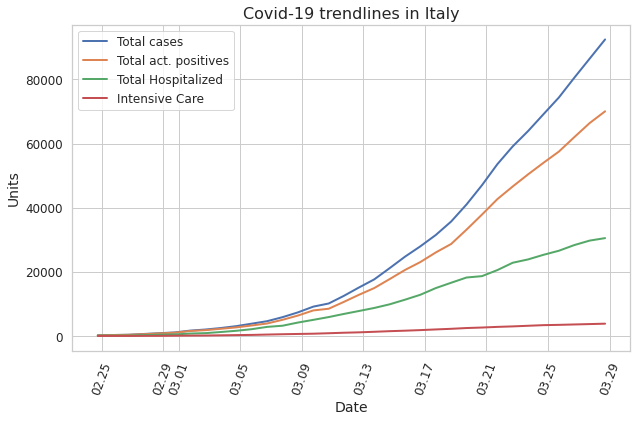 Covid-19 trendlines in Italy
Total cases
Total act. positives
Total Hospitalized
Intensive Care
80000
60000
40000
20000
0
Units
02.25
02.29
03.01
03.05
03.09
03.13
03.17
03.21
03.25
03.29
Date